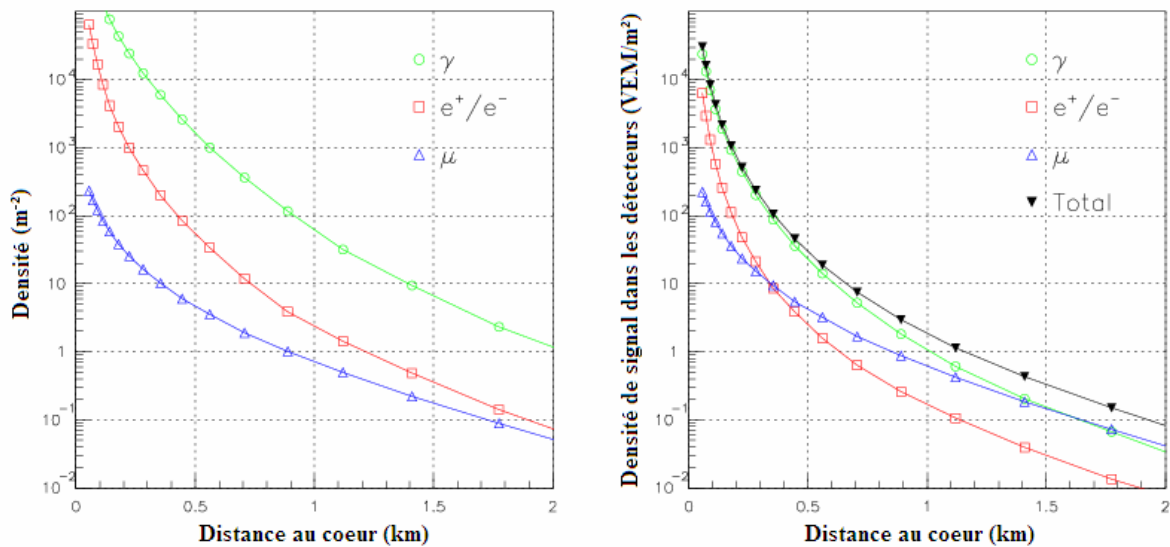 Densité (m⁻²)
10⁴
10³
10²
10
1
10⁻¹
10⁻²
0
0.5
1
1.5
2
Distance au coeur (km)
γ
e⁺/e⁻
μ
Densité de signal dans les détecteurs (VEM/m²)
10⁴
10³
10²
10
1
10⁻¹
10⁻²
0
0.5
1
1.5
2
Distance au coeur (km)
γ
e⁺/e⁻
μ
Total